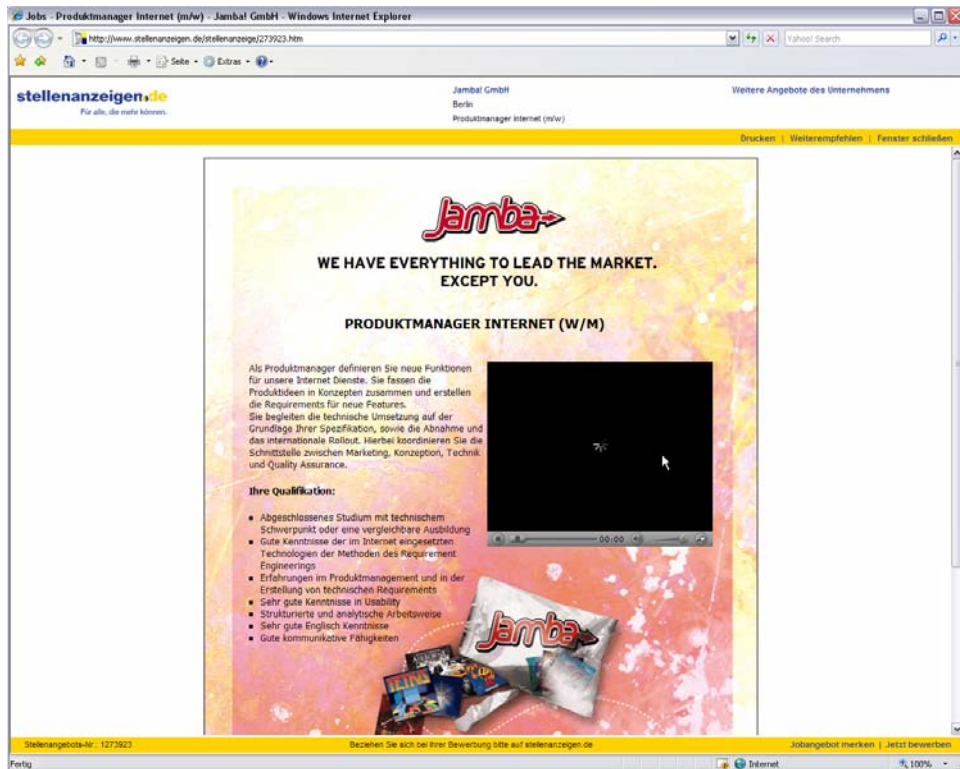 Jobs - Produktmanager Internet (m/w) - Jamba! GmbH - Windows Internet Explorer
http://www.stellenanzeigen.de/stellenanzeige/273923.htm
Yahoo! Search
Seite
Extras
stellenanzeigen.de
Für alle, die mehr können.
Jamba! GmbH
Berlin
Produktmanager Internet (m/w)
Weitere Angebote des Unternehmens
Drucken | Weiterempfehlen | Fenster schließen
Jamba
WE HAVE EVERYTHING TO LEAD THE MARKET.
EXCEPT YOU.
PRODUKTMANAGER INTERNET (W/M)
Als Produktmanager definieren Sie neue Funktionen
für unsere Internet Dienste. Sie fassen die
Produktideen in Konzepten zusammen und erstellen
die Requirements für neue Features.
Sie begleiten die technische Umsetzung auf der
Grundlage Ihrer Spezifikation, sowie die Abnahme und
das internationale Rollout. Hierbei koordinieren Sie die
Schnittstelle zwischen Marketing, Konzeption, Technik
und Quality Assurance.
00:00
Ihre Qualifikation:
Abgeschlossenes Studium mit technischem
Schwerpunkt oder eine vergleichbare Ausbildung
Gute Kenntnisse der im Internet eingesetzten
Technologien der Methoden des Requirement
Engineerings
Erfahrungen im Produktmanagement und in der
Erstellung von technischen Requirements
Sehr gute Kenntnisse in Usability
Strukturierte und analytische Arbeitsweise
Sehr gute Englisch Kenntnisse
Gute kommunikative Fähigkeiten
Jamba
TETRIS
Stellenangebots-Nr.: 1273923
Beziehen Sie sich bei Ihrer Bewerbung bitte auf stellenanzeigen.de
Jobangebot merken | Jetzt bewerben
Fertig
Internet
100%